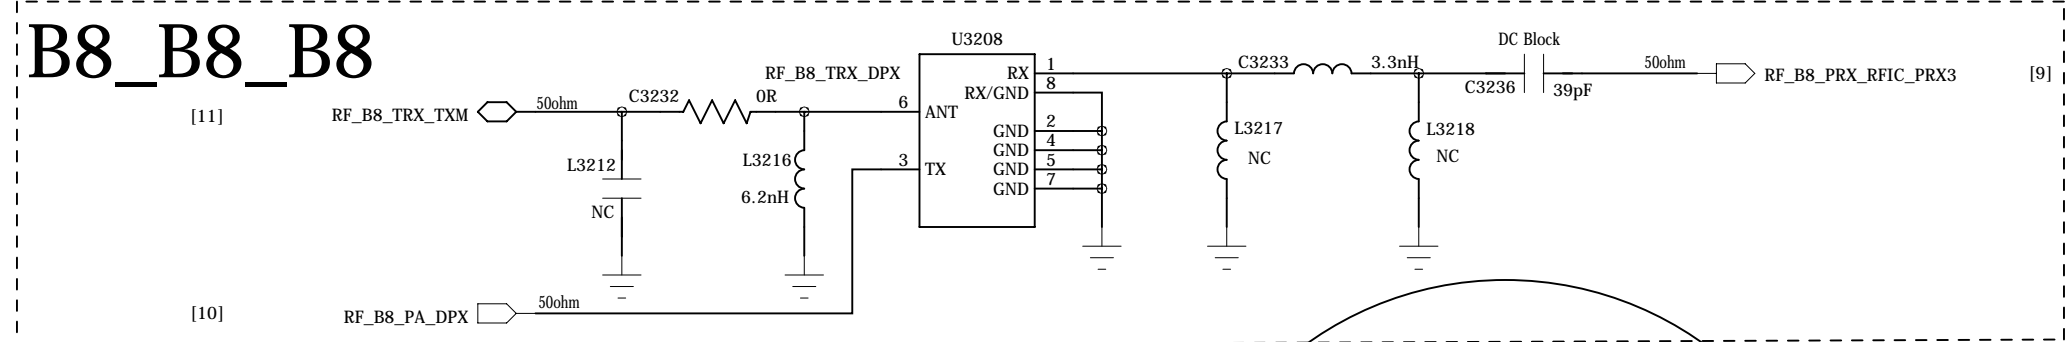 B8_B8_B8
U3208
DC Block
RF_B8_TRX_DPX
RX
1
C3233
3.3nH
50ohm
RF_B8_PRX_RFIC_PRX3
[9]
RX/GND
8
C3236
39pF
[11]
RF_B8_TRX_TXM
50ohm
C3232
0R
6
ANT
GND
2
L3217
L3218
GND
4
NC
NC
L3212
L3216
3
TX
GND
5
GND
7
6.2nH
NC
[10]
RF_B8_PA_DPX
50ohm